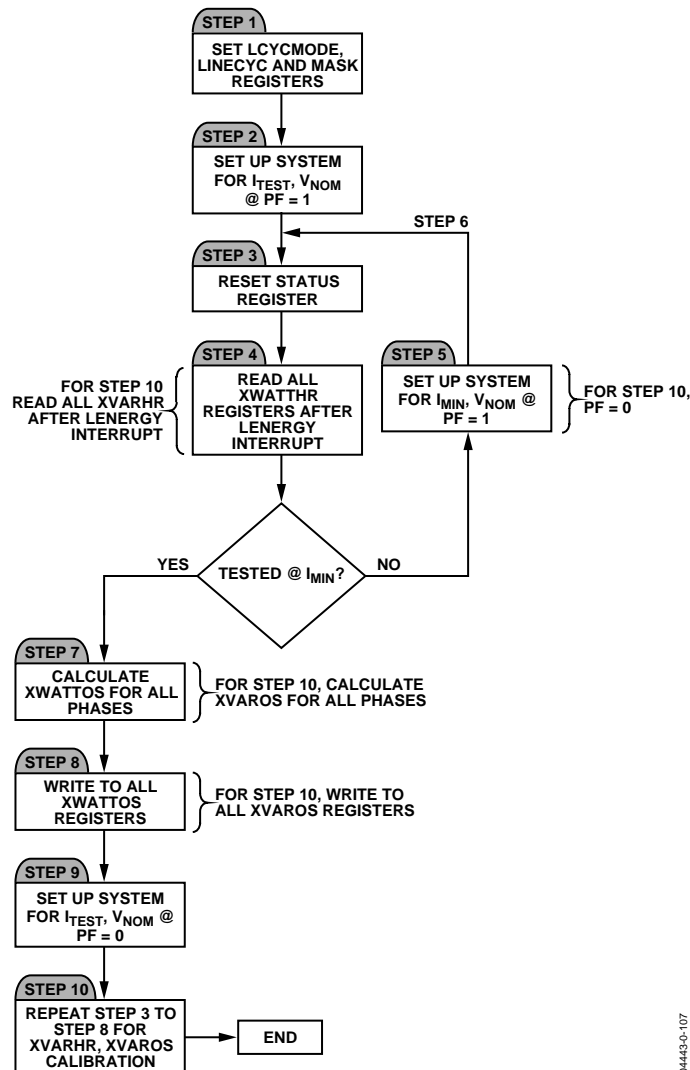 STEP 1
SET LCYCMODE,
LINECYC AND MASK
REGISTERS
STEP 2
SET UP SYSTEM
FOR ITEST, VNOM
@ PF = 1
STEP 6
STEP 3
RESET STATUS
REGISTER
STEP 4
READ ALL
XWATTHR
REGISTERS AFTER
LENERGY
INTERRUPT
FOR STEP 10
READ ALL XVARHR
AFTER LENERGY
INTERRUPT
STEP 5
SET UP SYSTEM
FOR IMIN, VNOM @
PF = 1
FOR STEP 10,
PF = 0
YES
TESTED @ IMIN?
NO
STEP 7
CALCULATE
XWATTOS FOR ALL
PHASES
FOR STEP 10, CALCULATE
XVAROS FOR ALL PHASES
STEP 8
WRITE TO ALL
XWATTOS
REGISTERS
FOR STEP 10, WRITE TO
ALL XVAROS REGISTERS
STEP 9
SET UP SYSTEM
FOR ITEST, VNOM @
PF = 0
STEP 10
REPEAT STEP 3 TO
STEP 8 FOR
XVARHR, XVAROS
CALIBRATION
END
04443-0-107